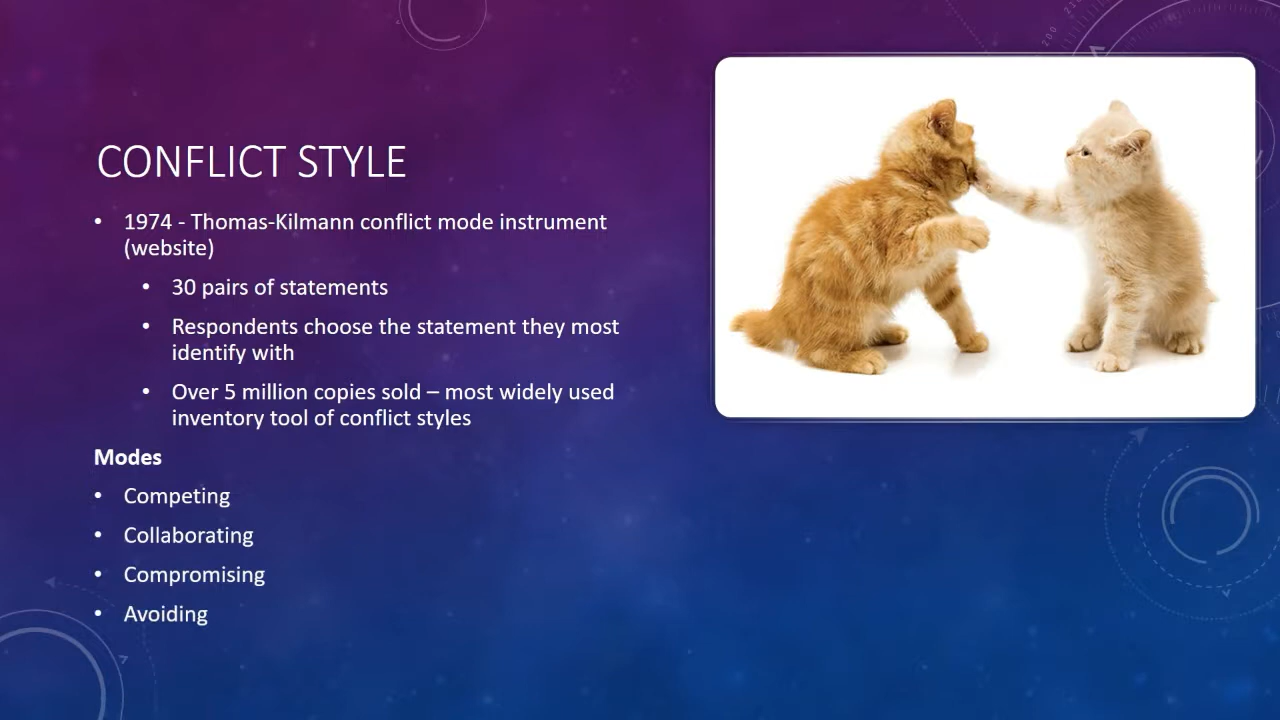 CONFLICT STYLE
• 1974 - Thomas-Kilmann conflict mode instrument
(website)
• 30 pairs of statements
• Respondents choose the statement they most
identify with
• Over 5 million copies sold – most widely used
inventory tool of conflict styles
Modes
• Competing
• Collaborating
• Compromising
• Avoiding
200